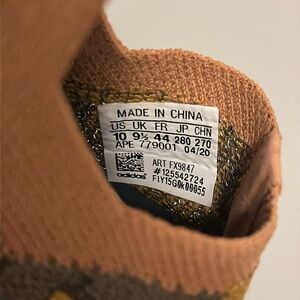 MADE IN CHINA
US UK FR JP CHN
10 9½ 44 280 270
APE 779001 04/20
ART FX9847
#125542724
adidas
F1Y15G0k00055